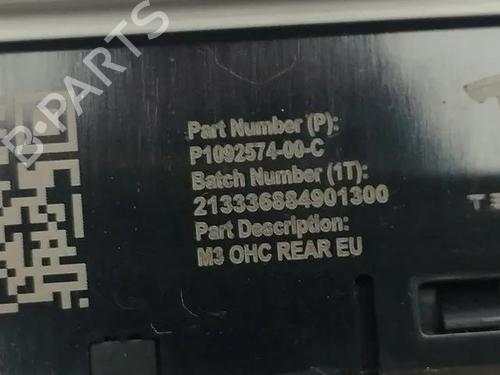 Part Number (P):
P1092574-00-C
Batch Number (1T):
213336884901300
Part Description:
M3 OHC REAR EU
B-PARTS